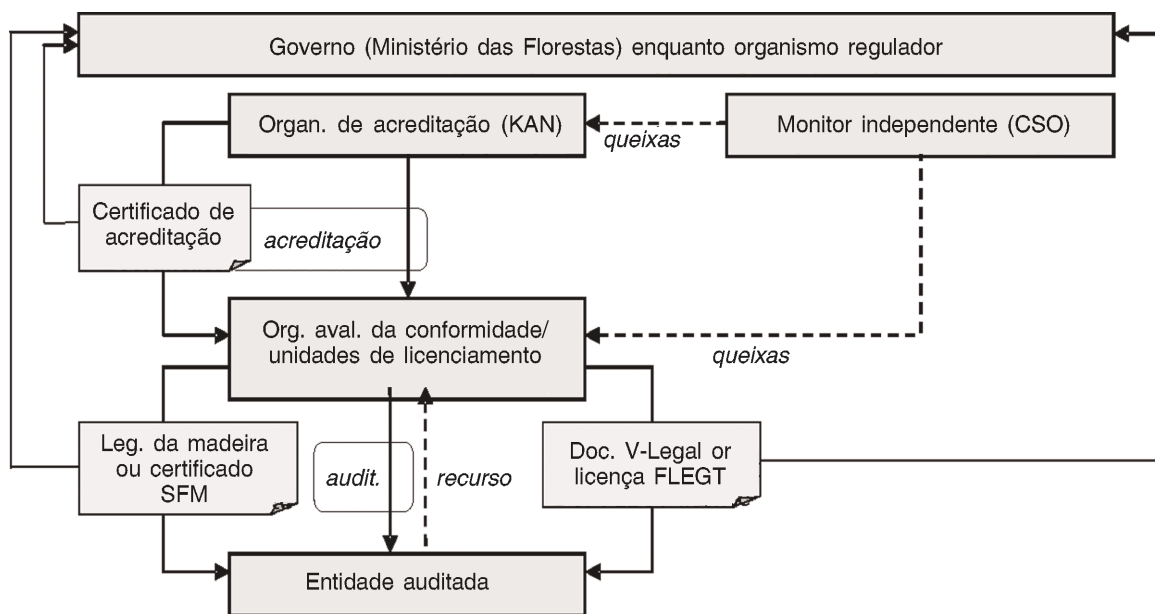 Governo (Ministério das Florestas) enquanto organismo regulador
Organ. de acreditação (KAN)
queixas
Monitor independente (CSO)
Certificado de
acreditação
acreditação
Org. aval. da conformidade/
unidades de licenciamento
queixas
Leg. da madeira
ou certificado
SFM
audit.
recurso
Doc. V-Legal or
licença FLEGT
Entidade auditada